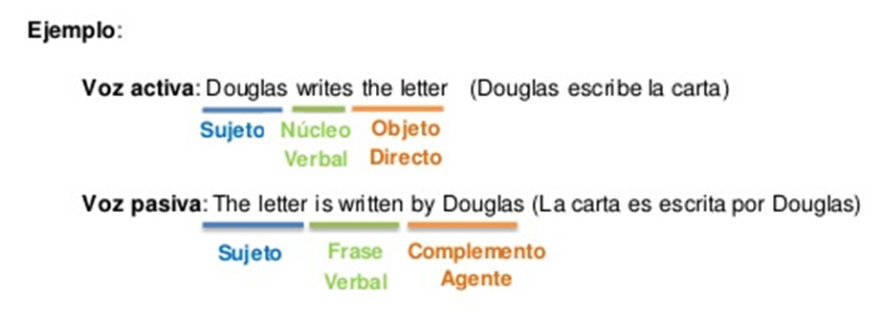 Ejemplo:
Voz activa: Douglas writes the letter (Douglas escribe la carta)
Sujeto Núcleo Objeto
Verbal Directo
Voz pasiva: The letter is written by Douglas (La carta es escrita por Douglas)
Sujeto Frase Complemento
Verbal Agente